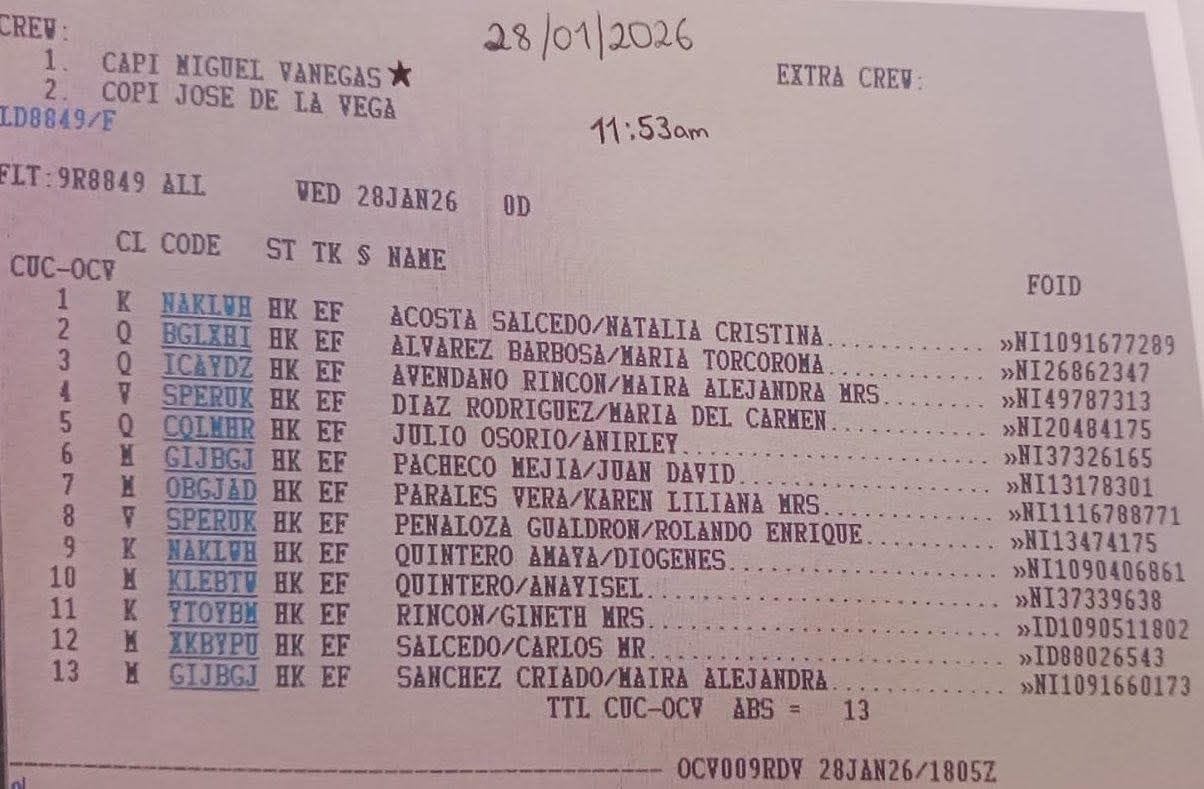 28/01/2026
CREW:
1. CAPI MIGUEL VANEGAS★
EXTRA CREW:
2. COPI JOSE DE LA VEGA
LD8849/F
11:53am
FLT:9R8849 ALL WED 28JAN26 0D
CL CODE ST TK S NAME FOID
CUC-OCV
1 K NAKLWH HK EF ACOSTA SALCEDO/NATALIA CRISTINA............ »NI1091677289
2 Q BGLXHI HK EF ALVAREZ BARBOSA/MARIA TORCOROMA............ »NI26862347
3 Q ICAYDZ HK EF AVENDANO RINCON/MAIRA ALEJANDRA MRS........ »NI49787313
4 V SPERUK HK EF DIAZ RODRIGUEZ/MARIA DEL CARMEN............ »NI20484175
5 Q CQLMHR HK EF JULIO OSORIO/ANIRLEY....................... »NI37326165
6 M GIJBGJ HK EF PACHECO MEJIA/JUAN DAVID................... »NI13178301
7 M OBGJAD HK EF PARALES VERA/KAREN LILIANA MRS............. »NI1116788771
8 V SPERUK HK EF PENALOZA GUALDRON/ROLANDO ENRIQUE.......... »NI13474175
9 K NAKLWH HK EF QUINTERO AMAYA/DIOGENES.................... »NI1090406861
10 M KLEBTW HK EF QUINTERO/ANAYISEL.......................... »NI37339638
11 K YTOYBM HK EF RINCON/GINETH MRS.......................... »ID1090511802
12 M XKBYPU HK EF SALCEDO/CARLOS MR.......................... »ID88026543
13 M GIJBGJ HK EF SANCHEZ CRIADO/MAIRA ALEJANDRA............. »NI1091660173
TTL CUC-OCV ABS = 13
OCV009RDV 28JAN26/1805Z